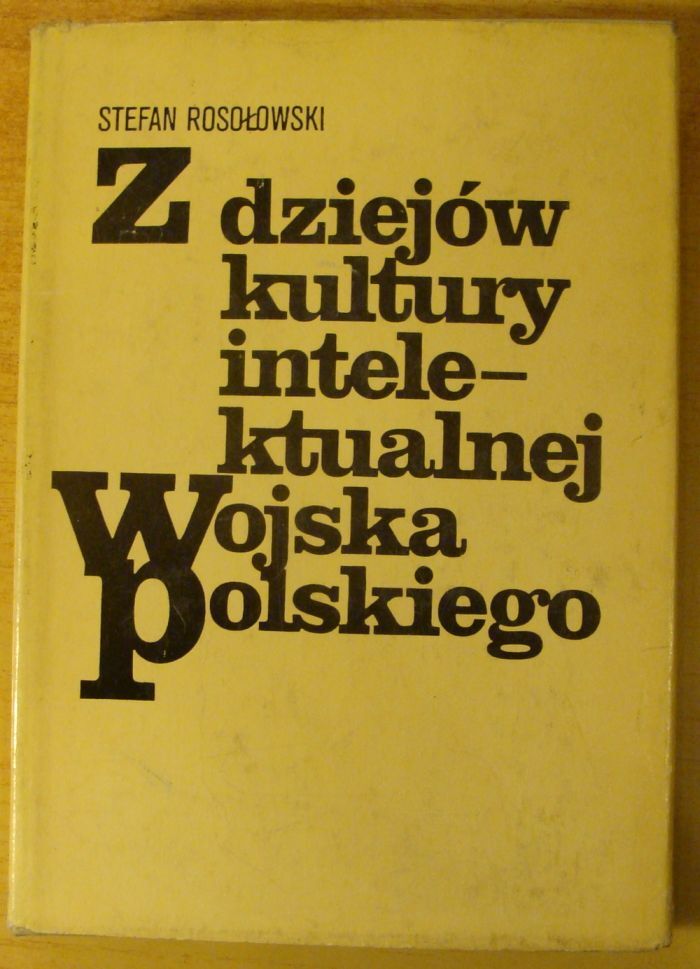 STEFAN ROSOŁOWSKI
Z dziejów
kultury
intele-
ktualnej
Wojska
polskiego